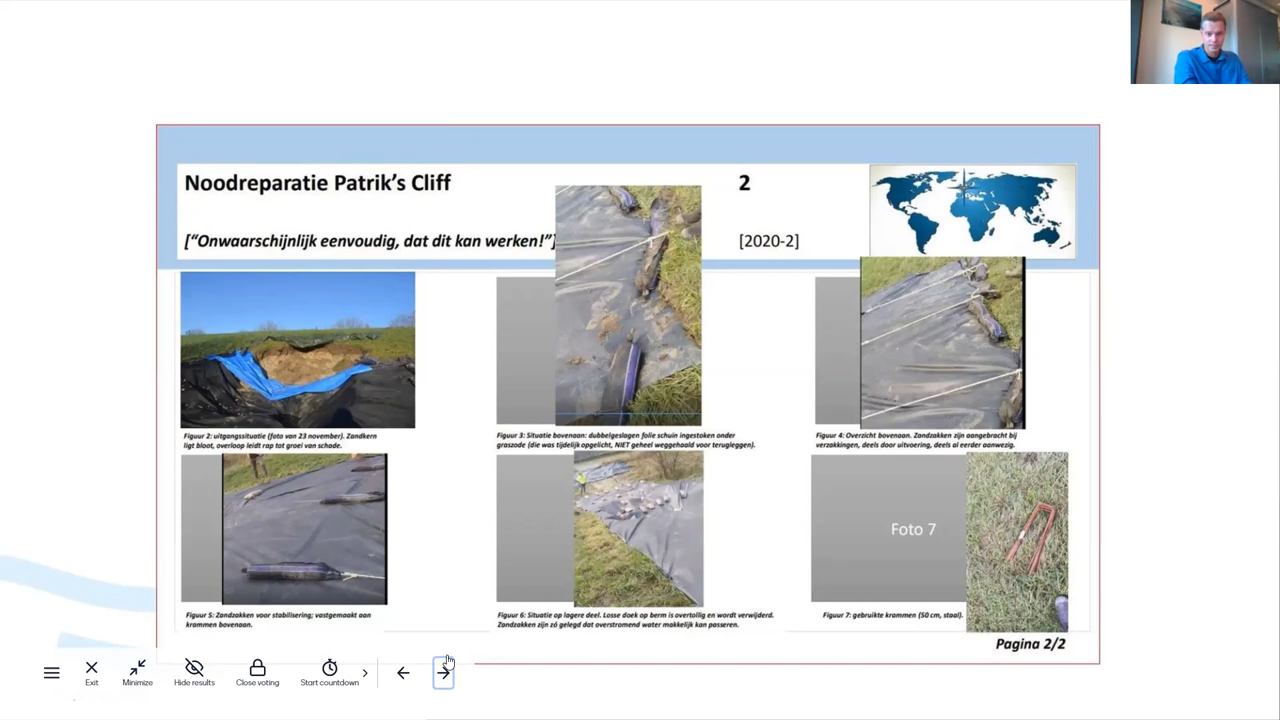 Noodreparatie Patrik's Cliff
2
["Onwaarschijnlijk eenvoudig, dat dit kan werken!"]
[2020-2]
Figuur 2: uitgangssituatie (foto van 23 november). Zandkern
ligt bloot, overloop leidt rap tot groei van schade.
Figuur 3: Situatie bovenaan: dubbelgeslagen folie schuin ingestoken onder
graszode (die was tijdelijk opgelicht, NIET geheel weggehaald voor terugleggen).
Figuur 4: Overzicht bovenaan. Zandzakken zijn aangebracht bij
verzakkingen, deels door uitvoering, deels al eerder aanwezig.
Foto 7
Figuur 5: Zandzakken voor stabilisering; vastgemaakt aan
krammen bovenaan.
Figuur 6: Situatie op lagere deel. Losse doek op berm is overtollig en wordt verwijderd.
Zandzakken zijn zó gelegd dat overstromend water makkelijk kan passeren.
Figuur 7: gebruikte krammen (50 cm, staal).
Pagina 2/2
Exit
Minimize
Hide results
Close voting
Start countdown